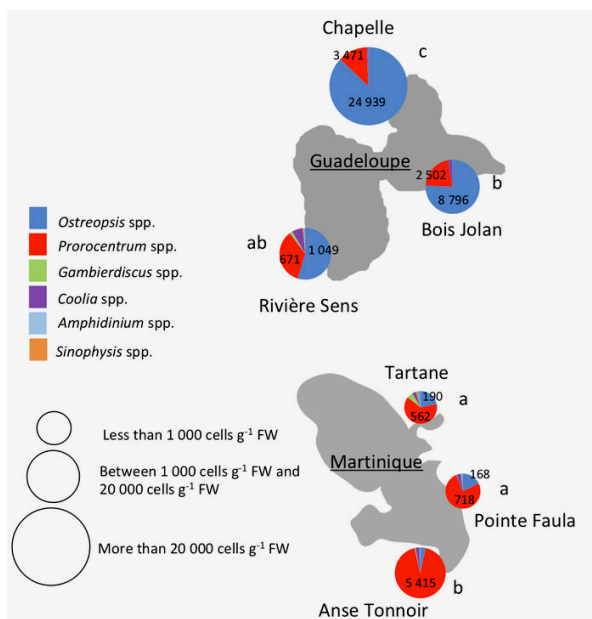 Chapelle
3 471
c
24 939
Guadeloupe
2 502
b
8 796
Bois Jolan
ab
1 049
671
Rivière Sens
Ostreopsis spp.
Prorocentrum spp.
Gambierdiscus spp.
Coolia spp.
Amphidinium spp.
Sinophysis spp.
Less than 1 000 cells g⁻¹ FW
Between 1 000 cells g⁻¹ FW and
20 000 cells g⁻¹ FW
More than 20 000 cells g⁻¹ FW
Tartane
190
a
562
Martinique
168
a
718
Pointe Faula
b
5 415
Anse Tonnoir